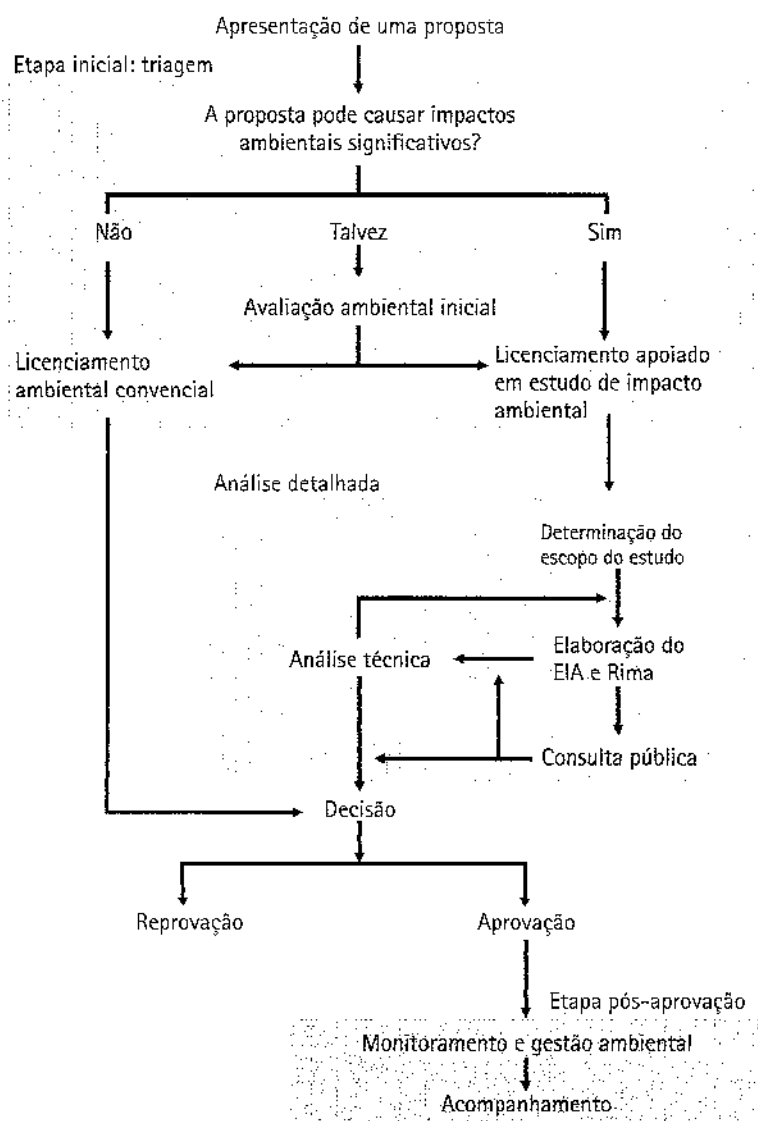 Apresentação de uma proposta
Etapa inicial: triagem
A proposta pode causar impactos
ambientais significativos?
Não
Talvez
Sim
Avaliação ambiental inicial
Licenciamento
ambiental convencial
Licenciamento apoiado
em estudo de impacto
ambiental
Análise detalhada
Determinação do
escopo do estudo
Análise técnica
Elaboração do
EIA e Rima
Consulta pública
Decisão
Reprovação
Aprovação
Etapa pós-aprovação
Monitoramento e gestão ambiental
Acompanhamento